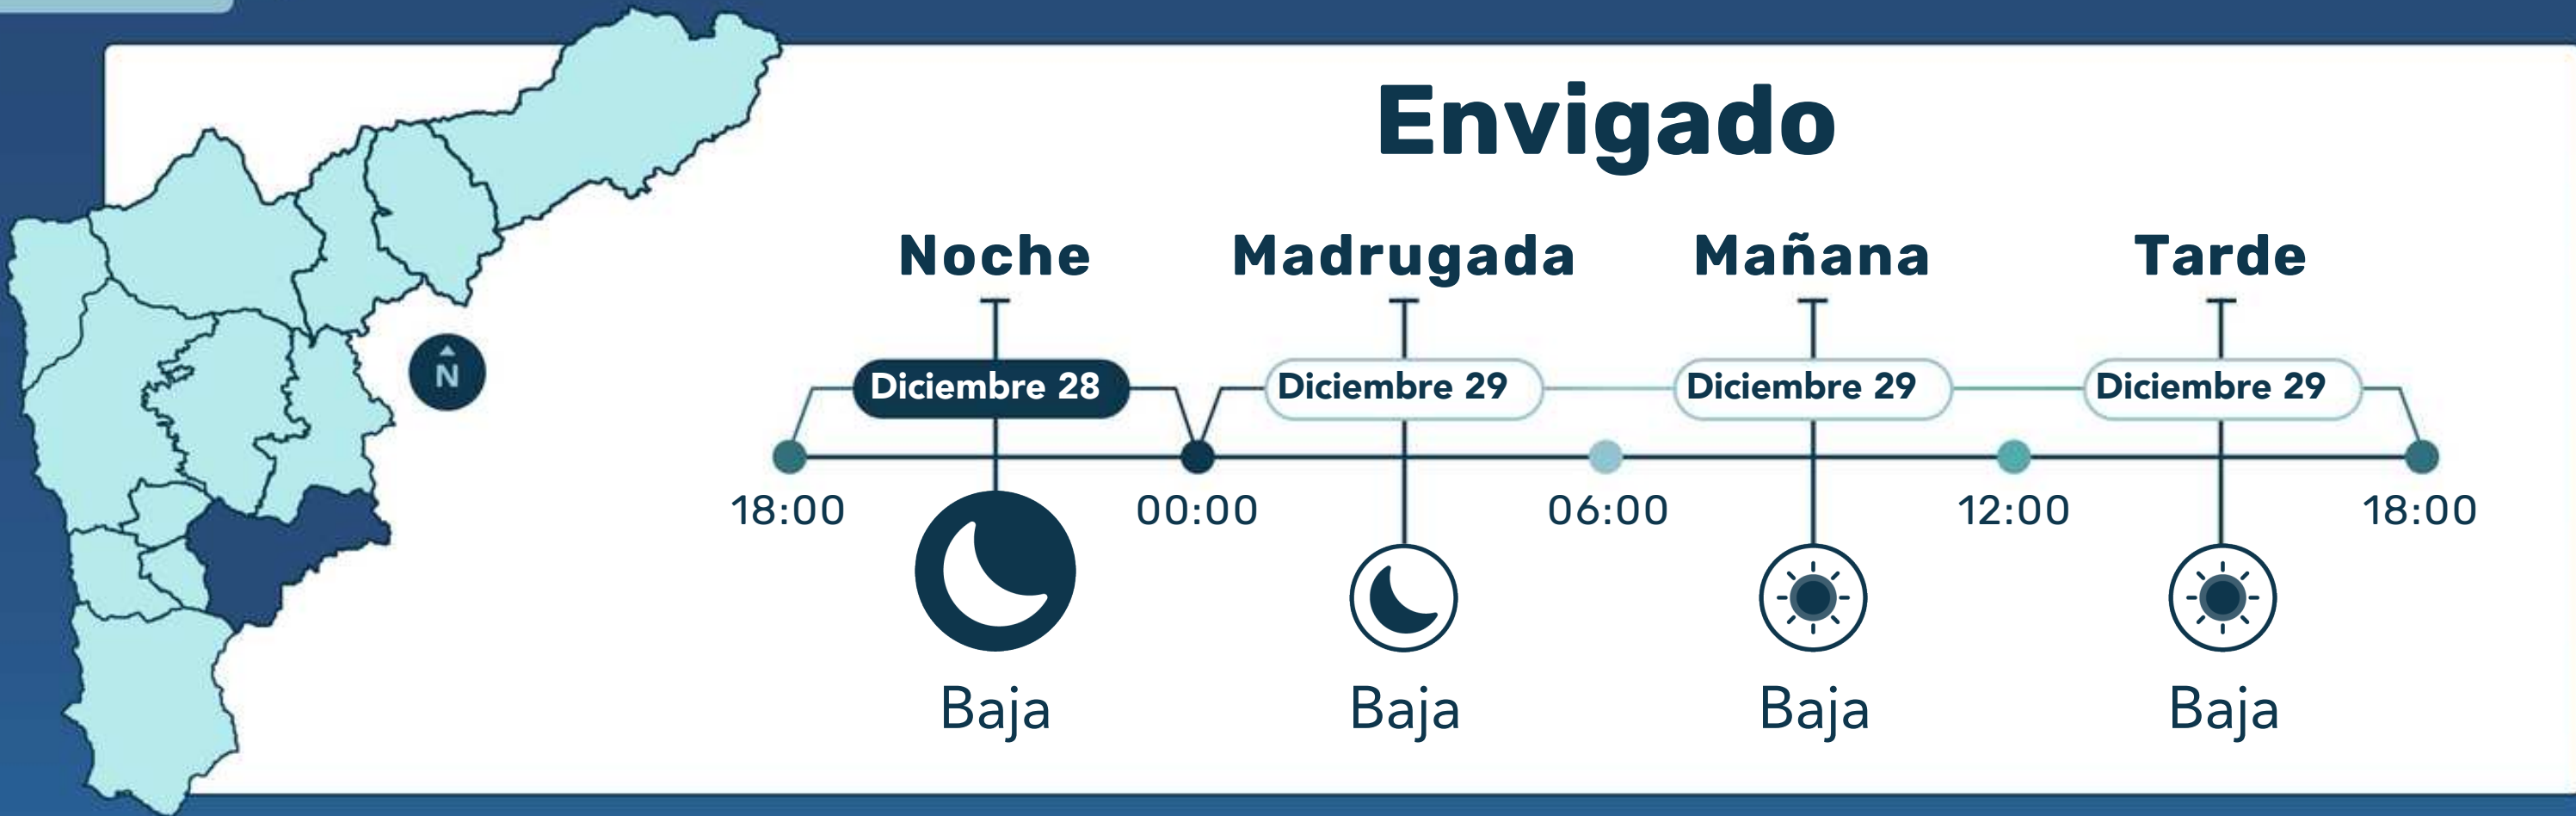 Envigado
Noche Madrugada Mañana Tarde
Diciembre 28 Diciembre 29 Diciembre 29 Diciembre 29
N
18:00 00:00 06:00 12:00 18:00
Baja Baja Baja Baja